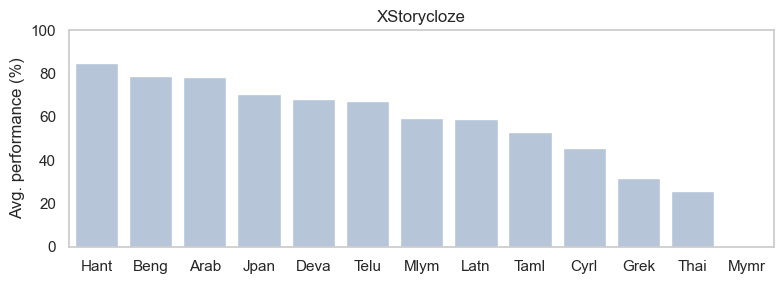 XStorycloze
Avg. performance (%)
100
80
60
40
20
0
Hant Beng Arab Jpan Deva Telu Mlym Latn Taml Cyrl Grek Thai Mymr